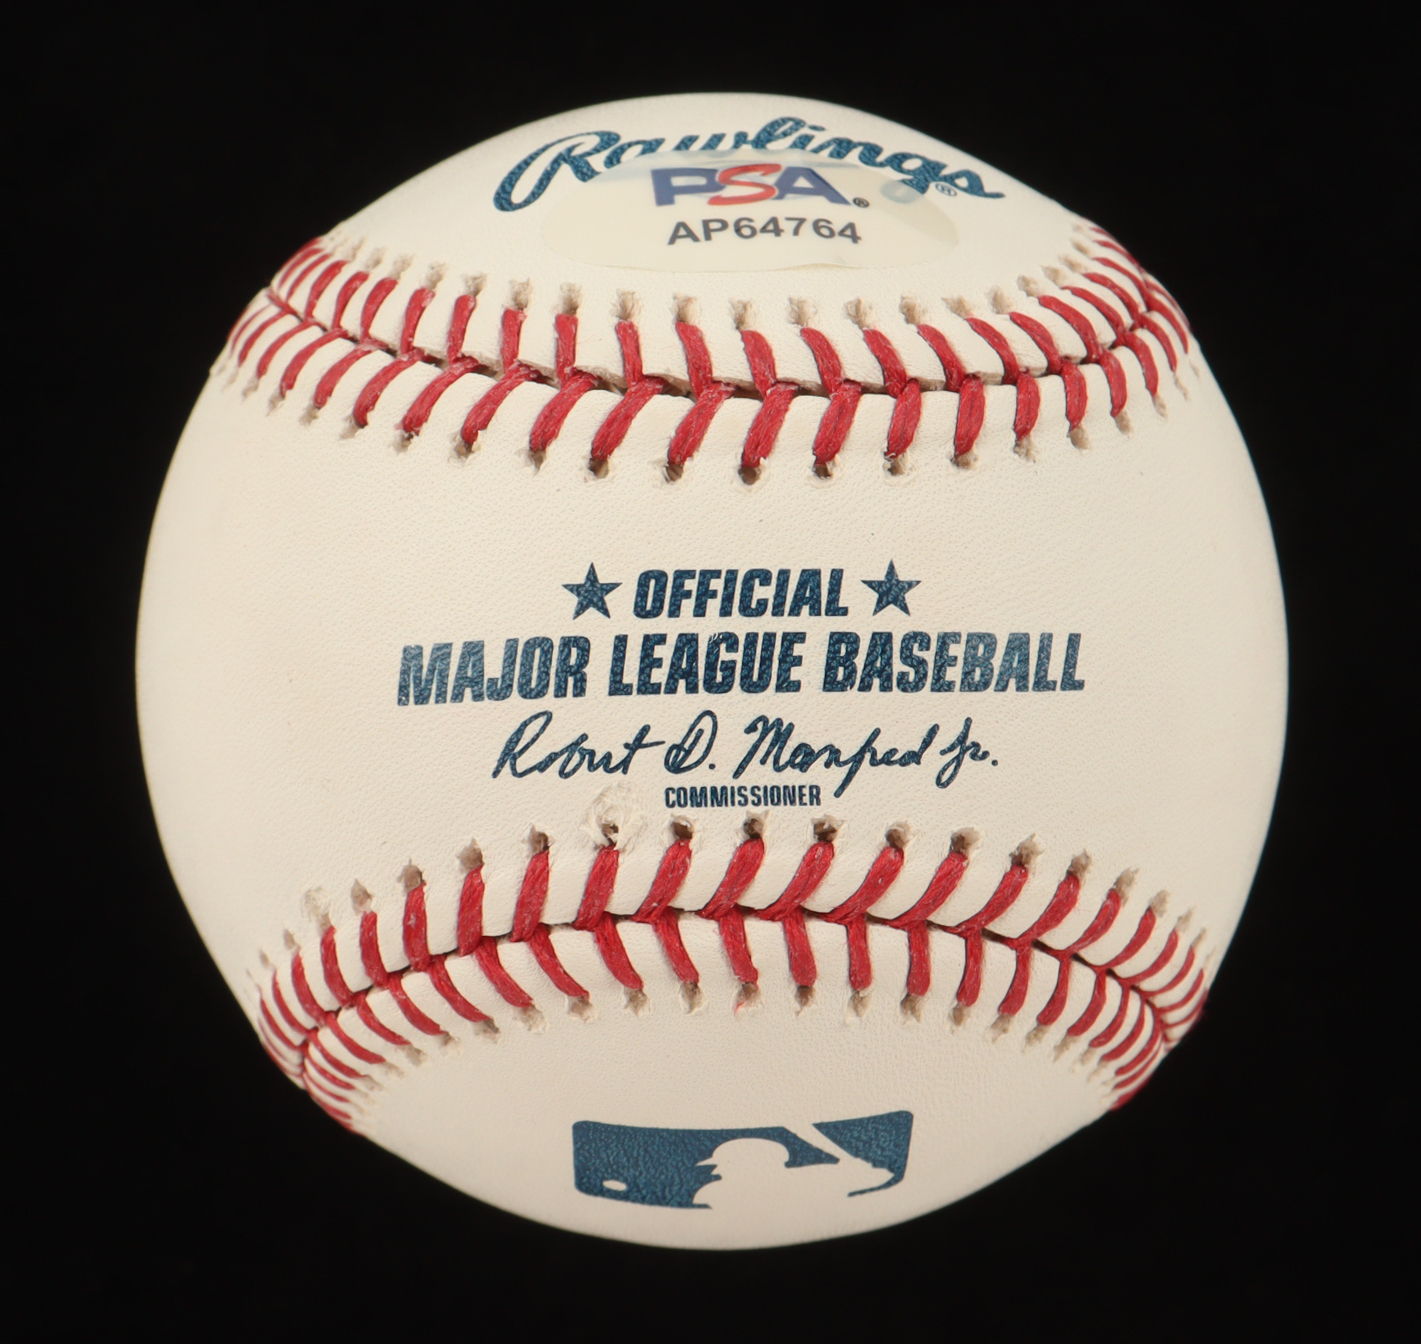 Rawlings®
PSA®
AP64764
★ OFFICIAL ★
MAJOR LEAGUE BASEBALL
Robert D. Manfred Jr.
COMMISSIONER